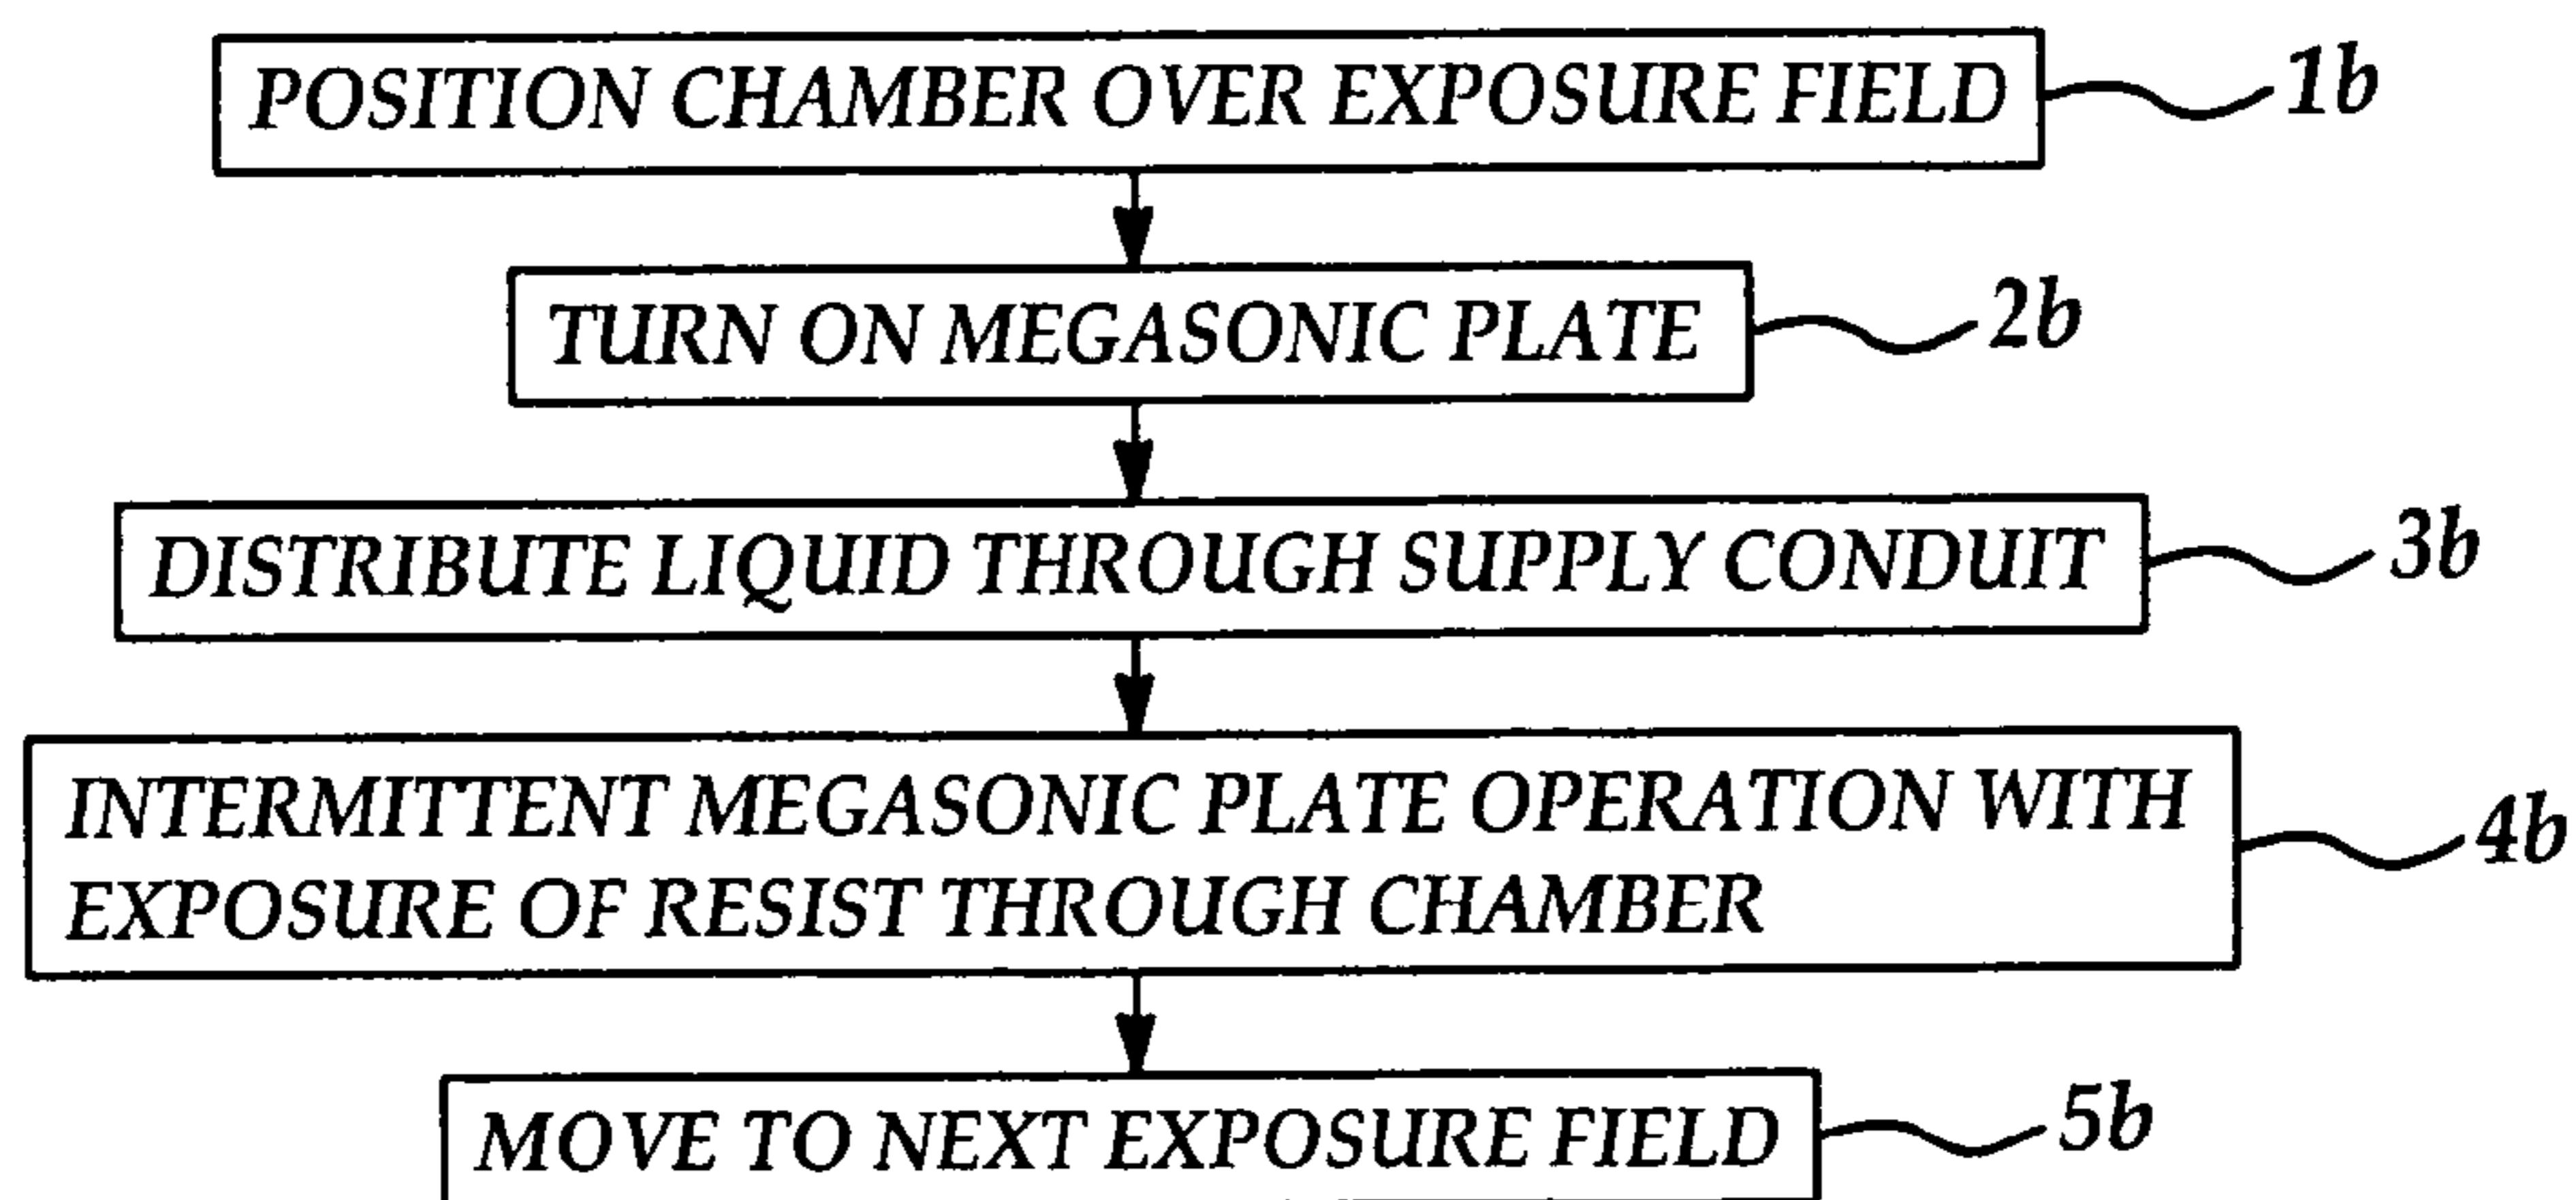 POSITION CHAMBER OVER EXPOSURE FIELD 1b
TURN ON MEGASONIC PLATE 2b
DISTRIBUTE LIQUID THROUGH SUPPLY CONDUIT 3b
INTERMITTENT MEGASONIC PLATE OPERATION WITH
EXPOSURE OF RESIST THROUGH CHAMBER 4b
MOVE TO NEXT EXPOSURE FIELD 5b